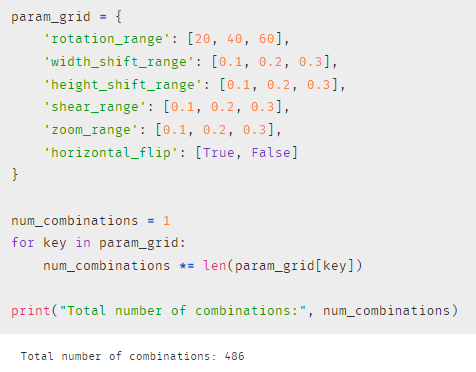 param_grid = {
    'rotation_range': [20, 40, 60],
    'width_shift_range': [0.1, 0.2, 0.3],
    'height_shift_range': [0.1, 0.2, 0.3],
    'shear_range': [0.1, 0.2, 0.3],
    'zoom_range': [0.1, 0.2, 0.3],
    'horizontal_flip': [True, False]
}

num_combinations = 1
for key in param_grid:
    num_combinations *= len(param_grid[key])

print("Total number of combinations:", num_combinations)

Total number of combinations: 486